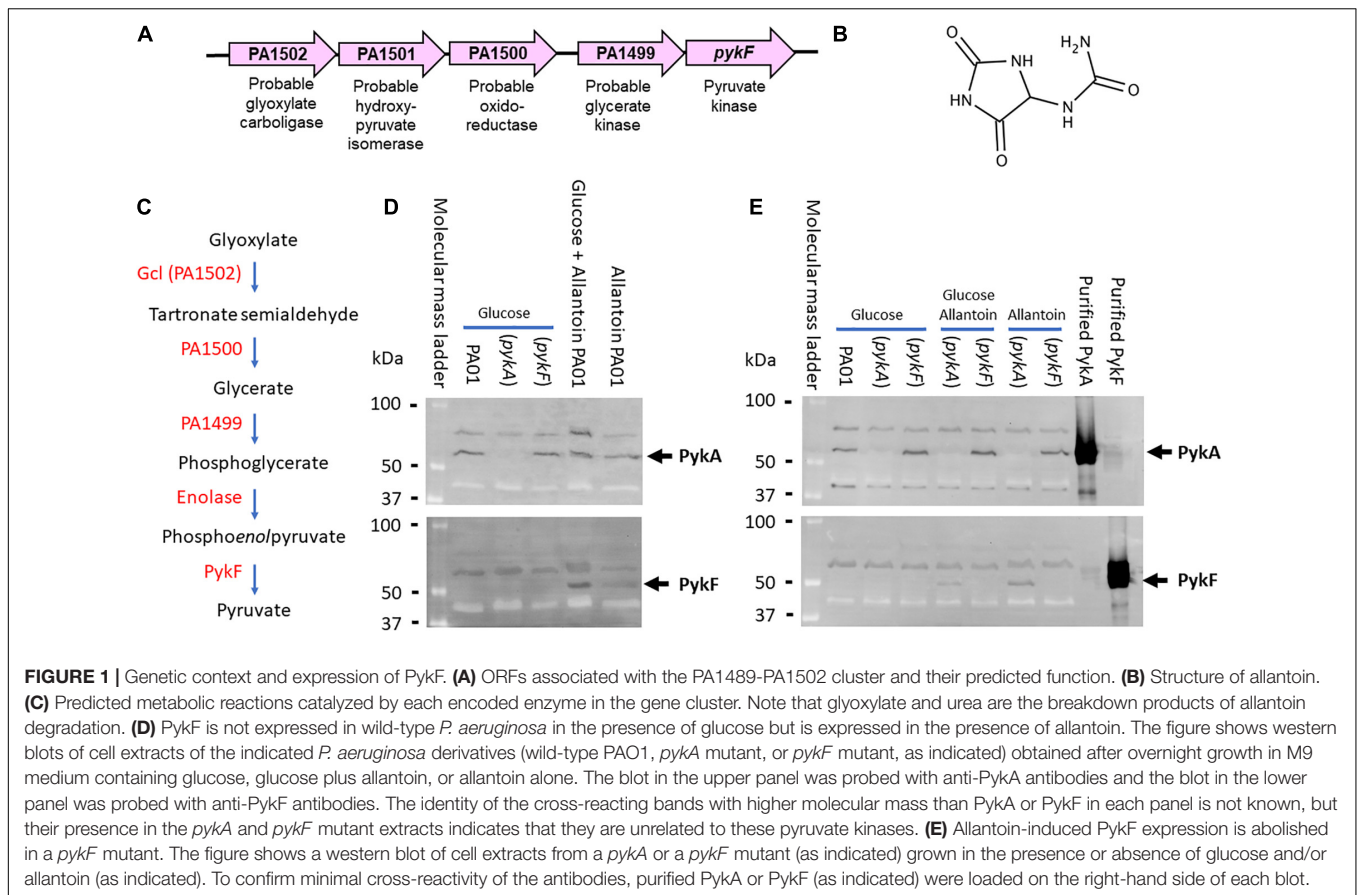 A
PA1502 PA1501 PA1500 PA1499 pykF
Probable glyoxylate carboligase
Probable hydroxy- pyruvate isomerase
Probable oxido- reductase
Probable glycerate kinase
Pyruvate kinase
B
O
NH
HN
O
H2N
O
N
H
C
Glyoxylate
Gcl (PA1502)
Tartronate semialdehyde
PA1500
Glycerate
PA1499
Phosphoglycerate
Enolase
Phosphoenolpyruvate
PykF
Pyruvate
D
Molecular mass ladder
Glucose
PA01
(pykA)
(pykF)
Glucose + Allantoin PA01
Allantoin PA01
kDa
100
50
37
PykA
100
50
37
PykF
E
Molecular mass ladder
Glucose
PA01
(pykA)
(pykF)
Glucose
Allantoin
(pykA)
(pykF)
Allantoin
(pykA)
(pykF)
Purified PykA
Purified PykF
kDa
100
50
37
PykA
100
50
37
PykF
FIGURE 1 | Genetic context and expression of PykF. (A) ORFs associated with the PA1489-PA1502 cluster and their predicted function. (B) Structure of allantoin.
(C) Predicted metabolic reactions catalyzed by each encoded enzyme in the gene cluster. Note that glyoxylate and urea are the breakdown products of allantoin
degradation. (D) PykF is not expressed in wild-type P. aeruginosa in the presence of glucose but is expressed in the presence of allantoin. The figure shows western
blots of cell extracts of the indicated P. aeruginosa derivatives (wild-type PAO1, pykA mutant, or pykF mutant, as indicated) obtained after overnight growth in M9
medium containing glucose, glucose plus allantoin, or allantoin alone. The blot in the upper panel was probed with anti-PykA antibodies and the blot in the lower
panel was probed with anti-PykF antibodies. The identity of the cross-reacting bands with higher molecular mass than PykA or PykF in each panel is not known, but
their presence in the pykA and pykF mutant extracts indicates that they are unrelated to these pyruvate kinases. (E) Allantoin-induced PykF expression is abolished
in a pykF mutant. The figure shows a western blot of cell extracts from a pykA or a pykF mutant (as indicated) grown in the presence or absence of glucose and/or
allantoin (as indicated). To confirm minimal cross-reactivity of the antibodies, purified PykA or PykF (as indicated) were loaded on the right-hand side of each blot.